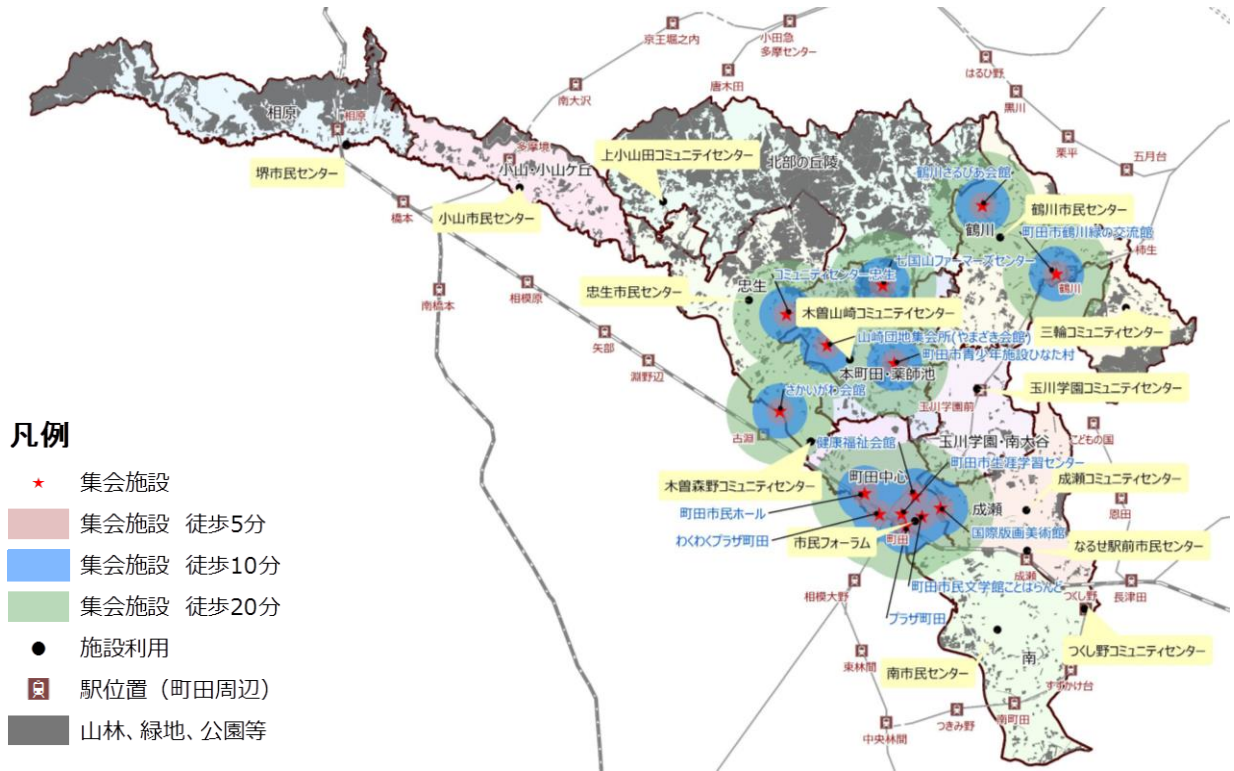 京王堀之内
小田急
多摩センター
はるひ野
南大沢
唐木田
黒川
相原
相原
多摩境
上小山田コミュニテイセンター
北部の丘陵
栗平
五月台
堺市民センター
小山・小山ケ丘
鶴川さるびあ会館
橋本
小山市民センター
鶴川市民センター
鶴川
町田市鶴川緑の交流館
柿生
七国山ファーマーズセンター
コミュニティセンター忠生
鶴川
南橋本
相模原
忠生市民センター
忠生
木曽山崎コミュニテイセンター
三輪コミュニティセンター
矢部
山崎団地集会所(やまざき会館)
町田市青少年施設ひなた村
本町田・薬師池
淵野辺
さかいがわ会館
玉川学園コミュニテイセンター
玉川学園前
古淵
健康福祉会館
玉川学園・南大谷
こどもの国
町田市生涯学習センター
町田中心
木曽森野コミュニティセンター
成瀬コミュニテイセンター
町田市民ホール
成瀬
恩田
国際版画美術館
わくわくプラザ町田
市民フォーラム
町田
なるせ駅前市民センター
成瀬
町田市民文学館ことばらんど
相模大野
つくし野
長津田
プラザ町田
つくし野コミュニテイセンター
東林間
南市民センター
南
すずかけ台
南町田
つきみ野
中央林間
凡例
集会施設
集会施設 徒歩5分
集会施設 徒歩10分
集会施設 徒歩20分
施設利用
駅位置（町田周辺）
山林、緑地、公園等